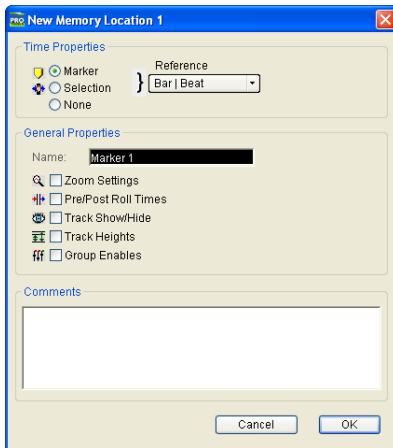 PRO New Memory Location 1
Time Properties
Marker
Reference
Selection
Bar|Beat
None
General Properties
Name: Marker 1
Zoom Settings
Pre/Post Roll Times
Track Show/Hide
Track Heights
Group Enables
Comments
Cancel OK